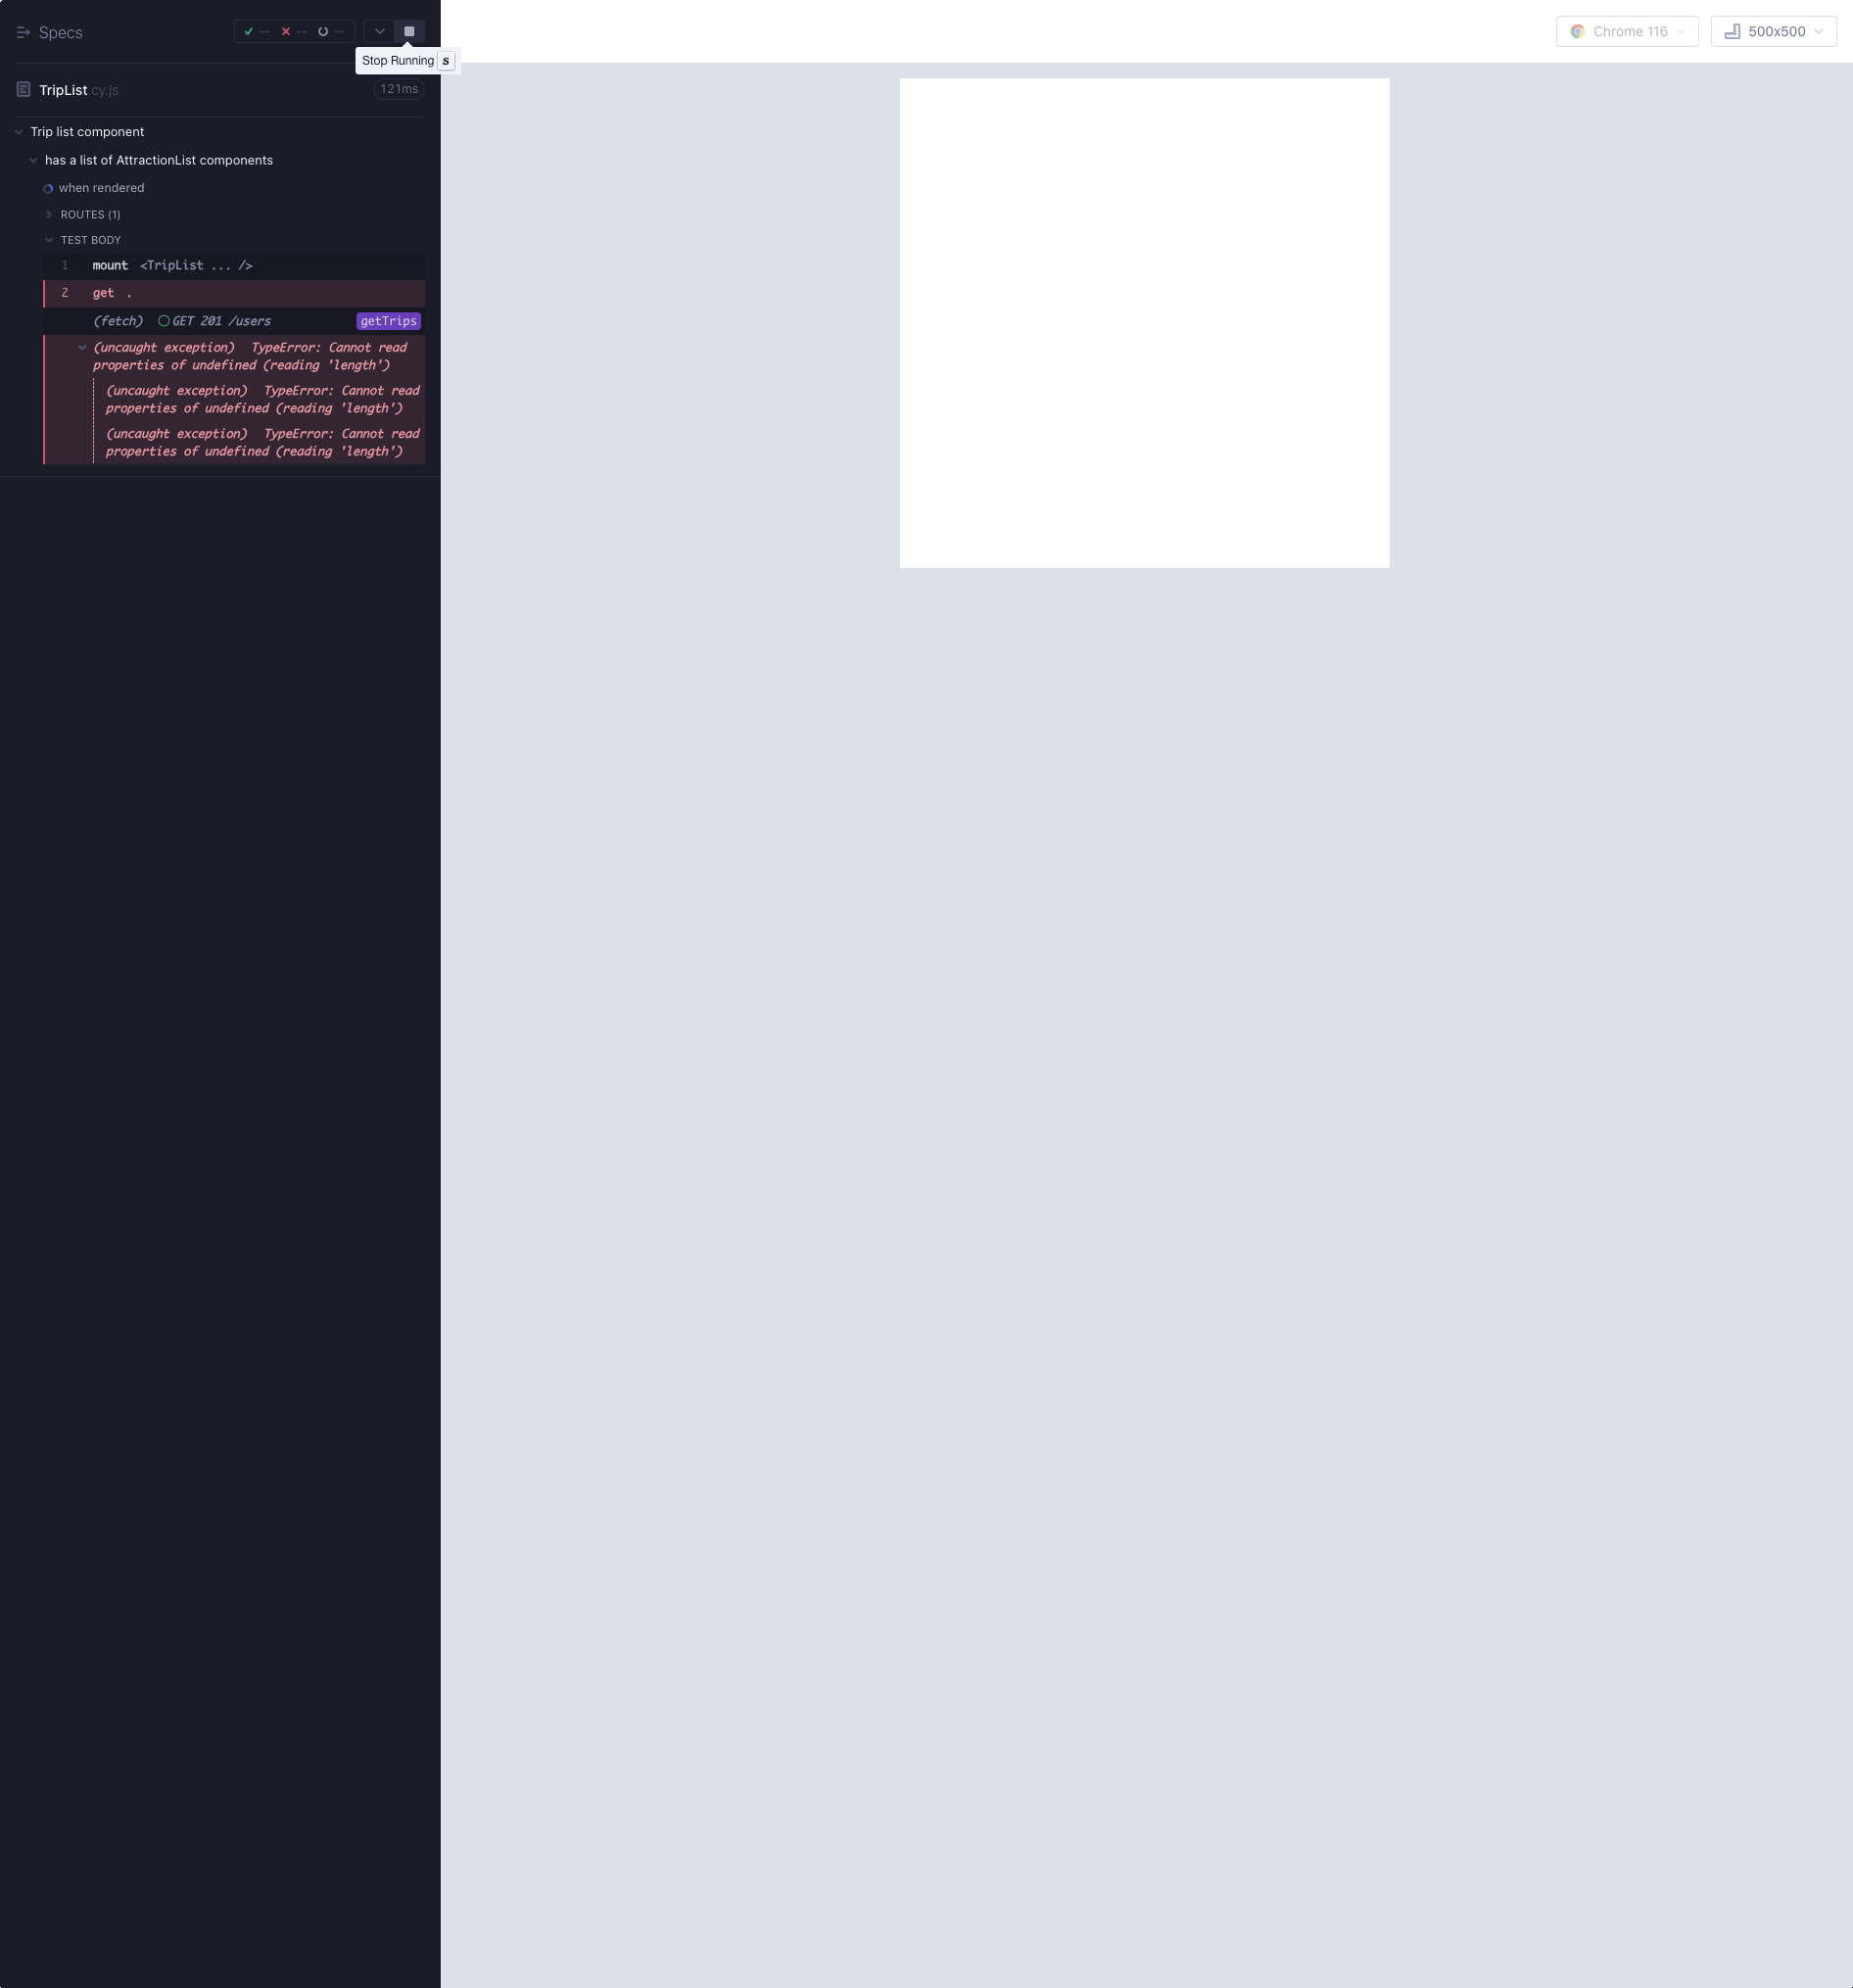 Specs
-- -- --
Chrome 116
500x500
Stop Running S
TripList.cy.js
121ms
Trip list component
has a list of AttractionList components
when rendered
ROUTES (1)
TEST BODY
1 mount <TripList ... />
2 get .
(fetch) GET 201 /users getTrips
(uncaught exception) TypeError: Cannot read
properties of undefined (reading 'length')
(uncaught exception) TypeError: Cannot read
properties of undefined (reading 'length')
(uncaught exception) TypeError: Cannot read
properties of undefined (reading 'length')